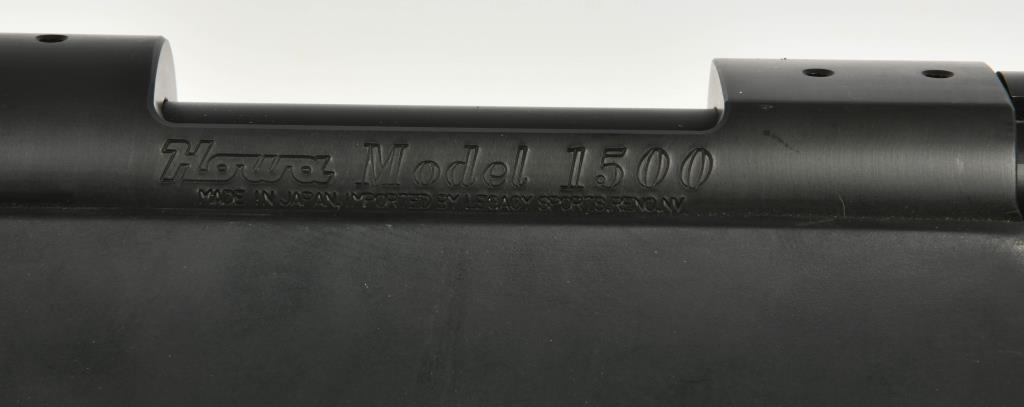 Howa Model 1500
MADE IN JAPAN, IMPORTED BY LEGACY SPORTS, RENO, NV